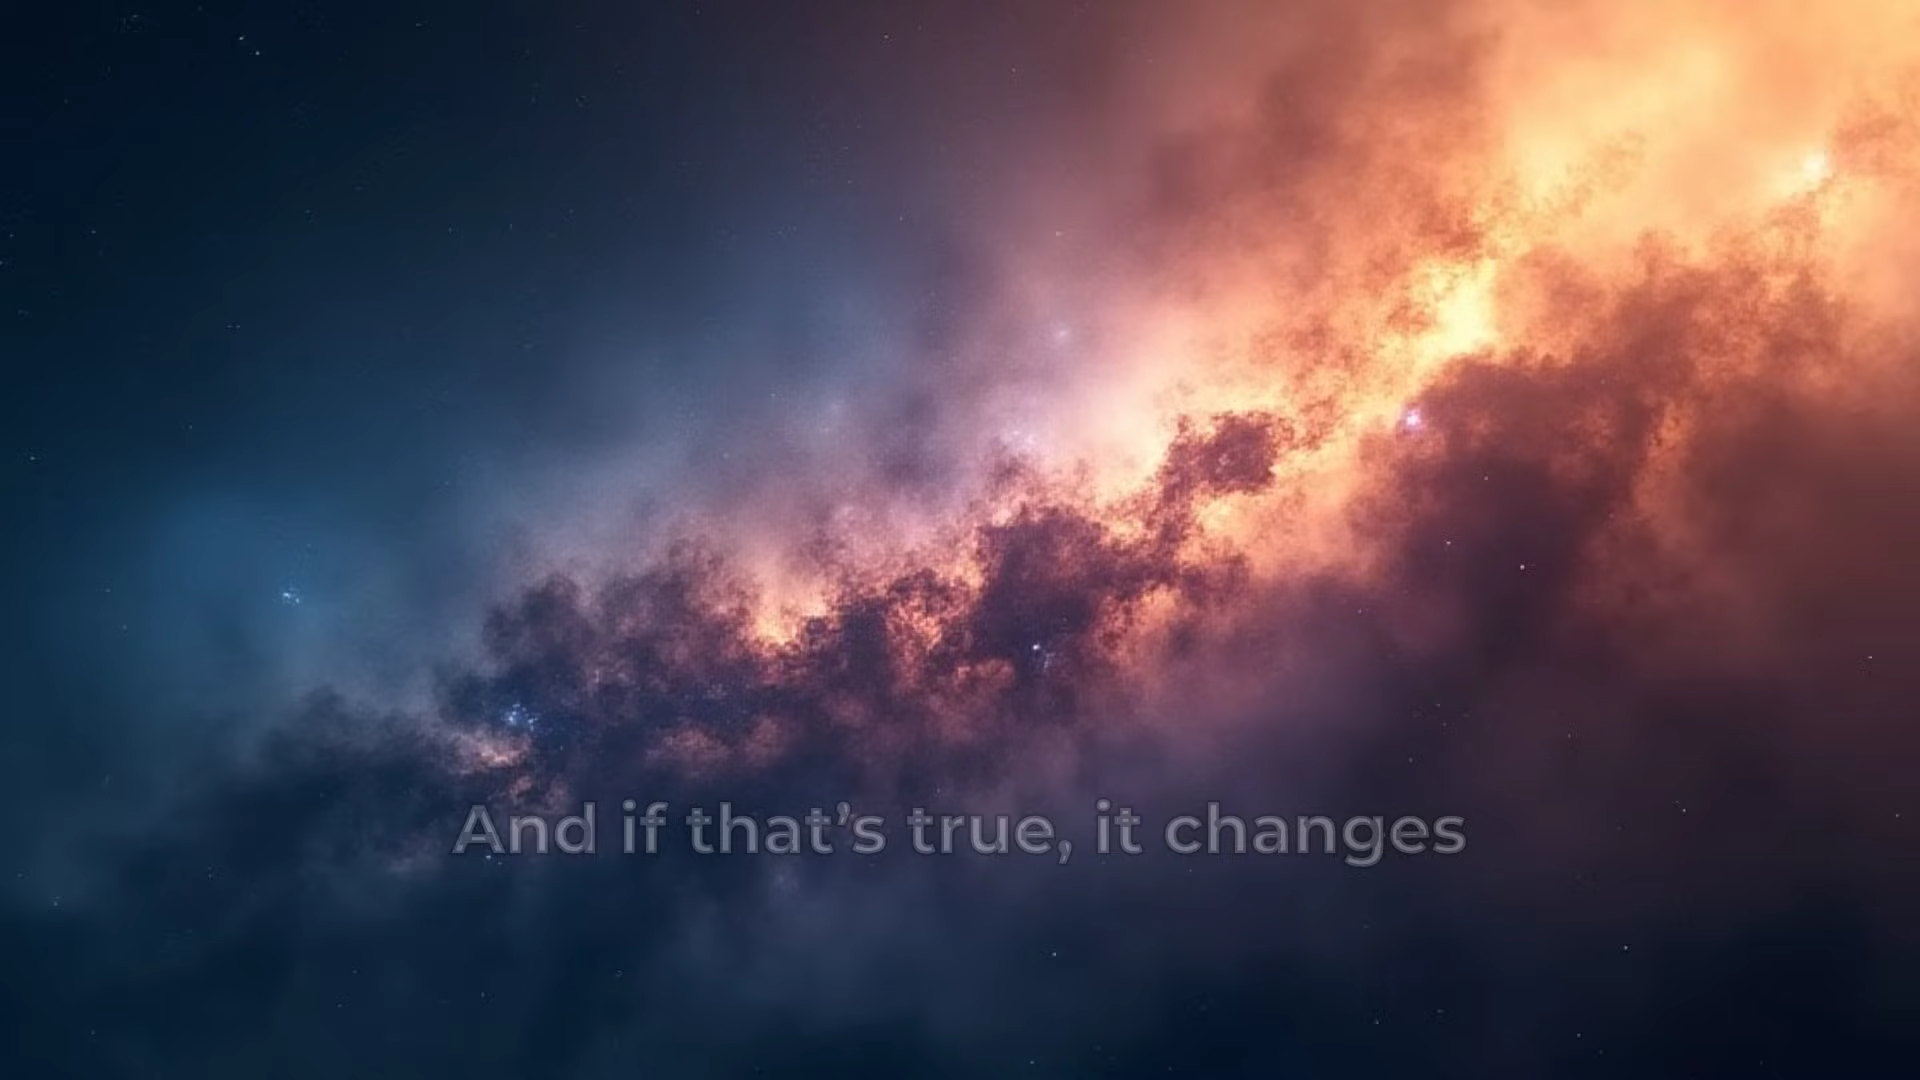 And if that’s true, it changes